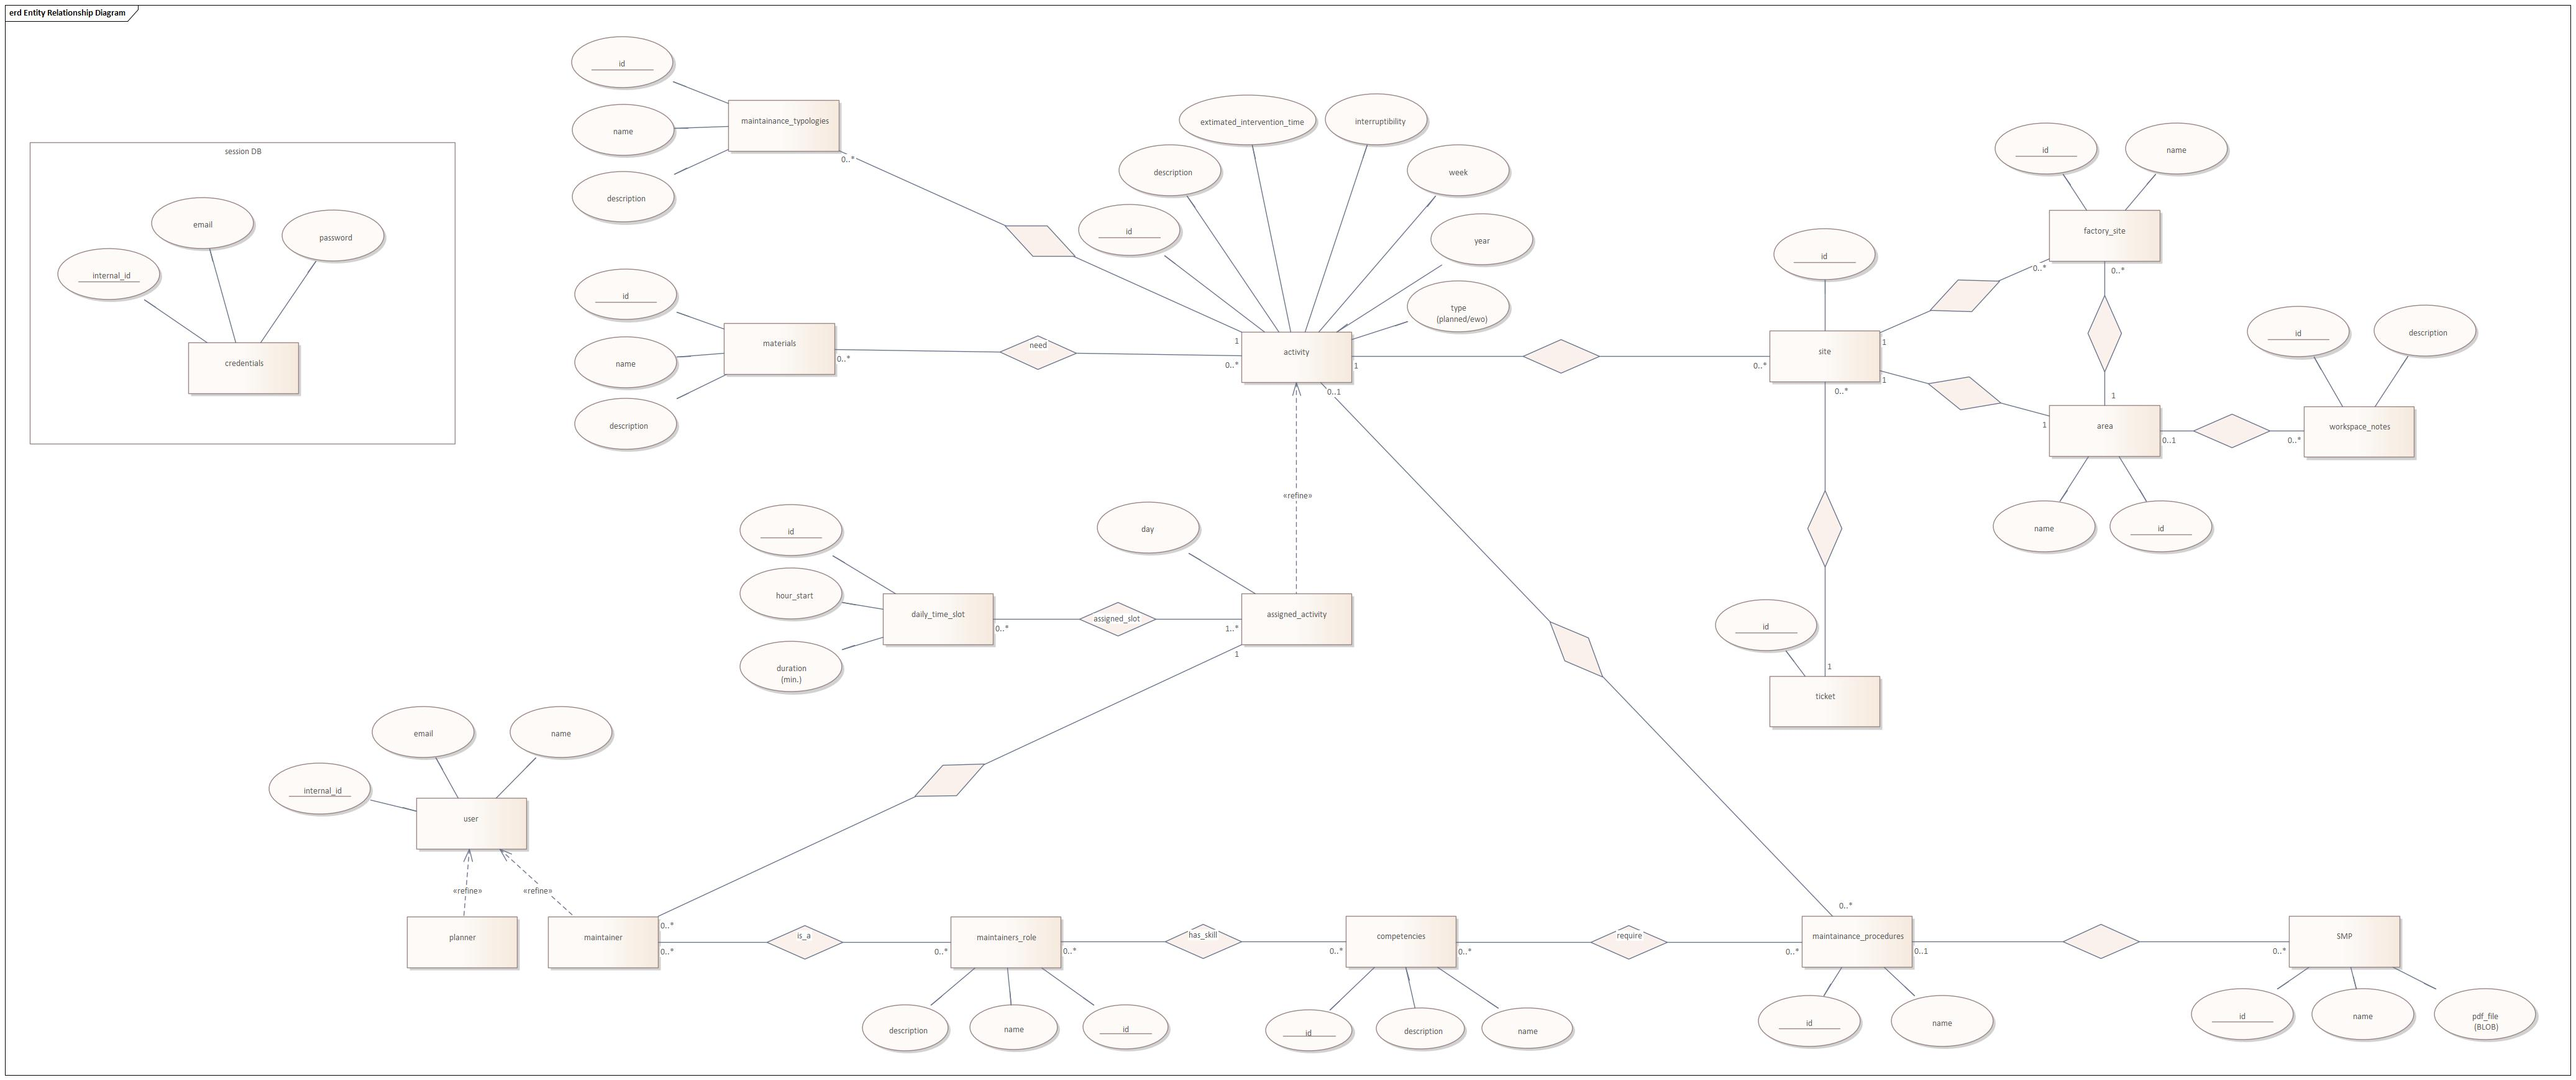 erd Entity Relationship Diagram
session DB
internal_id
email
password
credentials
id
name
description
maintainance_typologies
0..*
id
name
description
materials
0..*
need
id
description
extimated_intervention_time
interruptibility
week
year
type
(planned/ewo)
activity
1
0..*
1
0..1
0..*
site
id
1
1
0..*
id
name
factory_site
0..*
0..*
1
1
area
0..1
name
id
0..*
workspace_notes
id
description
«refine»
id
hour_start
duration
(min.)
daily_time_slot
0..*
assigned_slot
1..*
day
assigned_activity
1
id
1
ticket
internal_id
email
name
user
«refine»
«refine»
planner
maintainer
0..*
0..*
is_a
0..*
maintainers_role
0..*
description
name
id
has_skill
0..*
competencies
0..*
id
description
name
require
0..*
0..*
maintainance_procedures
0..1
id
name
0..*
SMP
id
name
pdf_file
(BLOB)